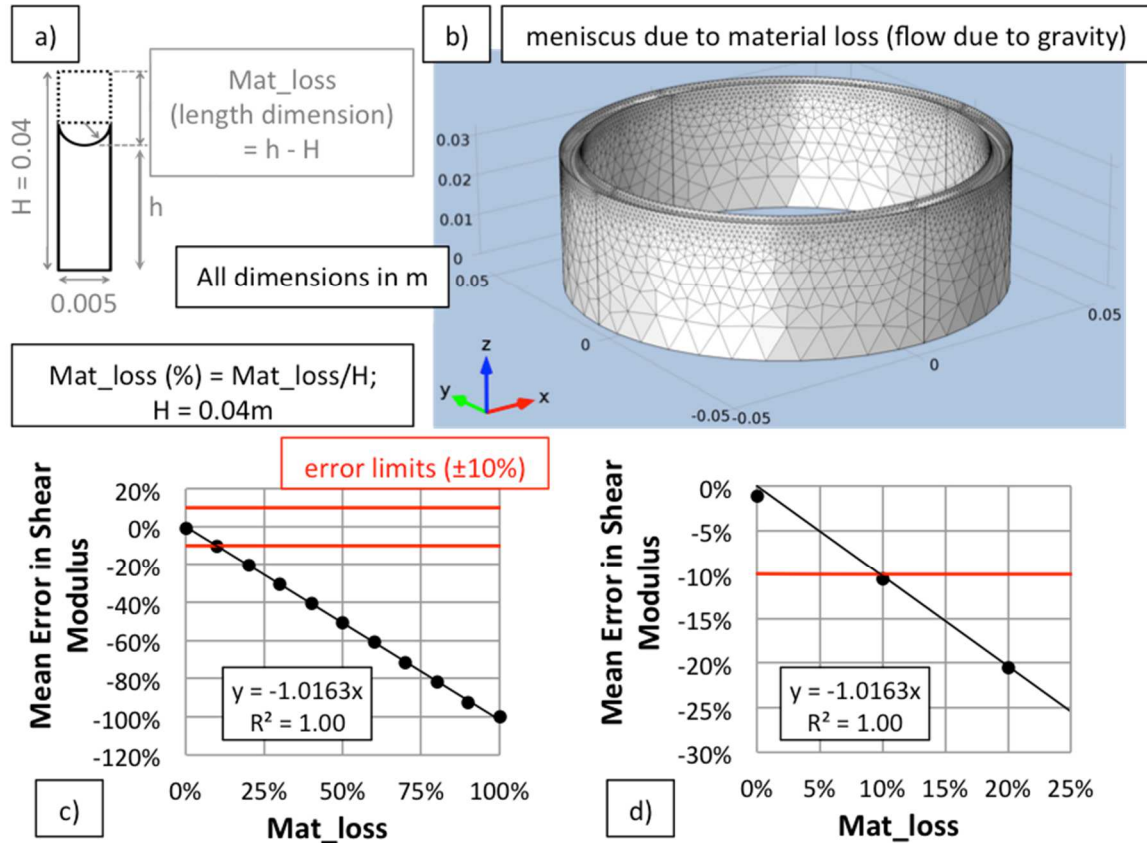 a)
Mat_loss
(length dimension)
= h - H
H = 0.04
h
0.005
All dimensions in m
Mat_loss (%) = Mat_loss/H;
H = 0.04m
b)
meniscus due to material loss (flow due to gravity)
0.03
0.02
0.01
0
0.05
0
-0.05
-0.05
0
0.05
z
y
x
error limits (±10%)
20%
0%
-20%
-40%
-60%
-80%
-100%
-120%
Mean Error in Shear
Modulus
y = -1.0163x
R² = 1.00
0%
25%
50%
75%
100%
c)
Mat_loss
0%
-5%
-10%
-15%
-20%
-25%
-30%
Mean Error in Shear
Modulus
y = -1.0163x
R² = 1.00
0%
5%
10%
15%
20%
25%
d)
Mat_loss